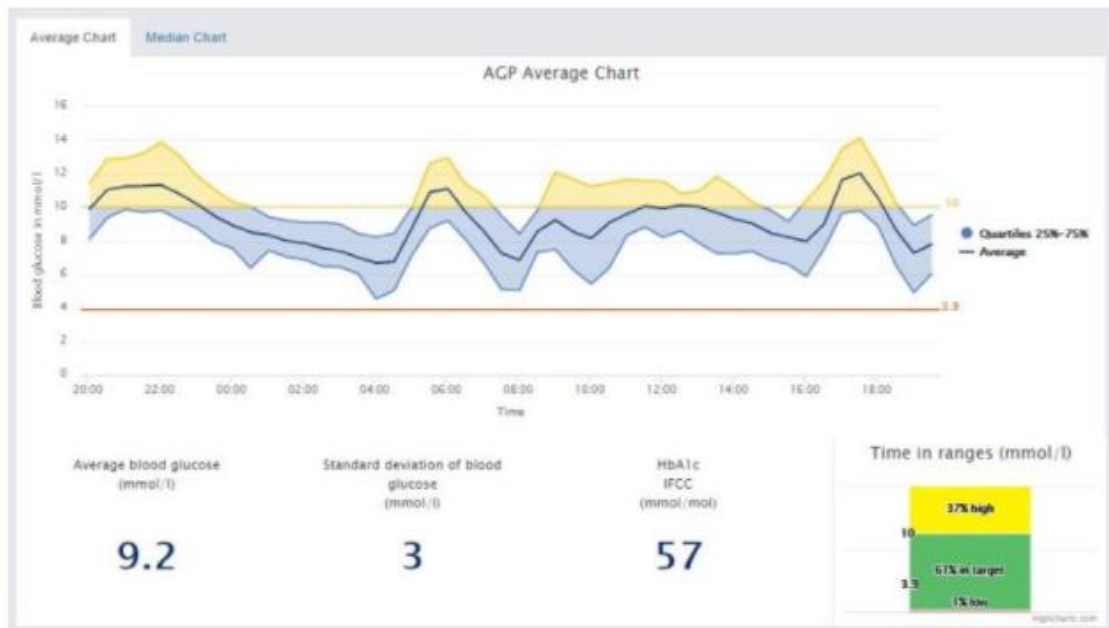 Average Chart
Median Chart
AGP Average Chart
Blood glucose in mmol/l
16
14
12
10
8
6
4
2
0
10
3.9
Quartiles 25%-75%
Average
20:00
22:00
00:00
02:00
04:00
06:00
08:00
10:00
12:00
14:00
16:00
18:00
Time
Average blood glucose
(mmol/l)
9.2
Standard deviation of blood
glucose
(mmol/l)
3
HbA1c
IFCC
(mmol/mol)
57
Time in ranges (mmol/l)
37% high
10
61% in target
3.9
1% low
Highcharts.com